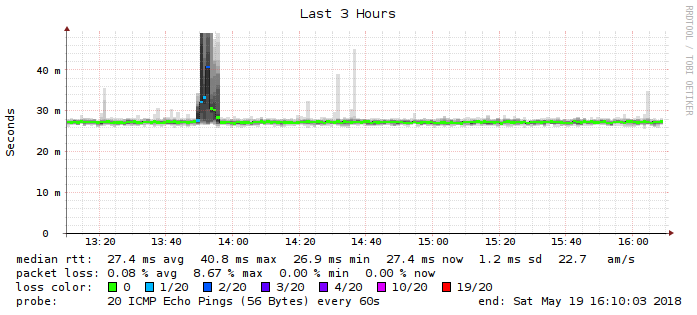 Last 3 Hours
RRDTOOL / TOBI OETIKER
Seconds
40 m
30 m
20 m
10 m
0
13:20 13:40 14:00 14:20 14:40 15:00 15:20 15:40 16:00
median rtt: 27.4 ms avg 40.8 ms max 26.9 ms min 27.4 ms now 1.2 ms sd 22.7 am/s
packet loss: 0.08 % avg 8.67 % max 0.00 % min 0.00 % now
loss color: 0 1/20 2/20 3/20 4/20 10/20 19/20
probe: 20 ICMP Echo Pings (56 Bytes) every 60s end: Sat May 19 16:10:03 2018